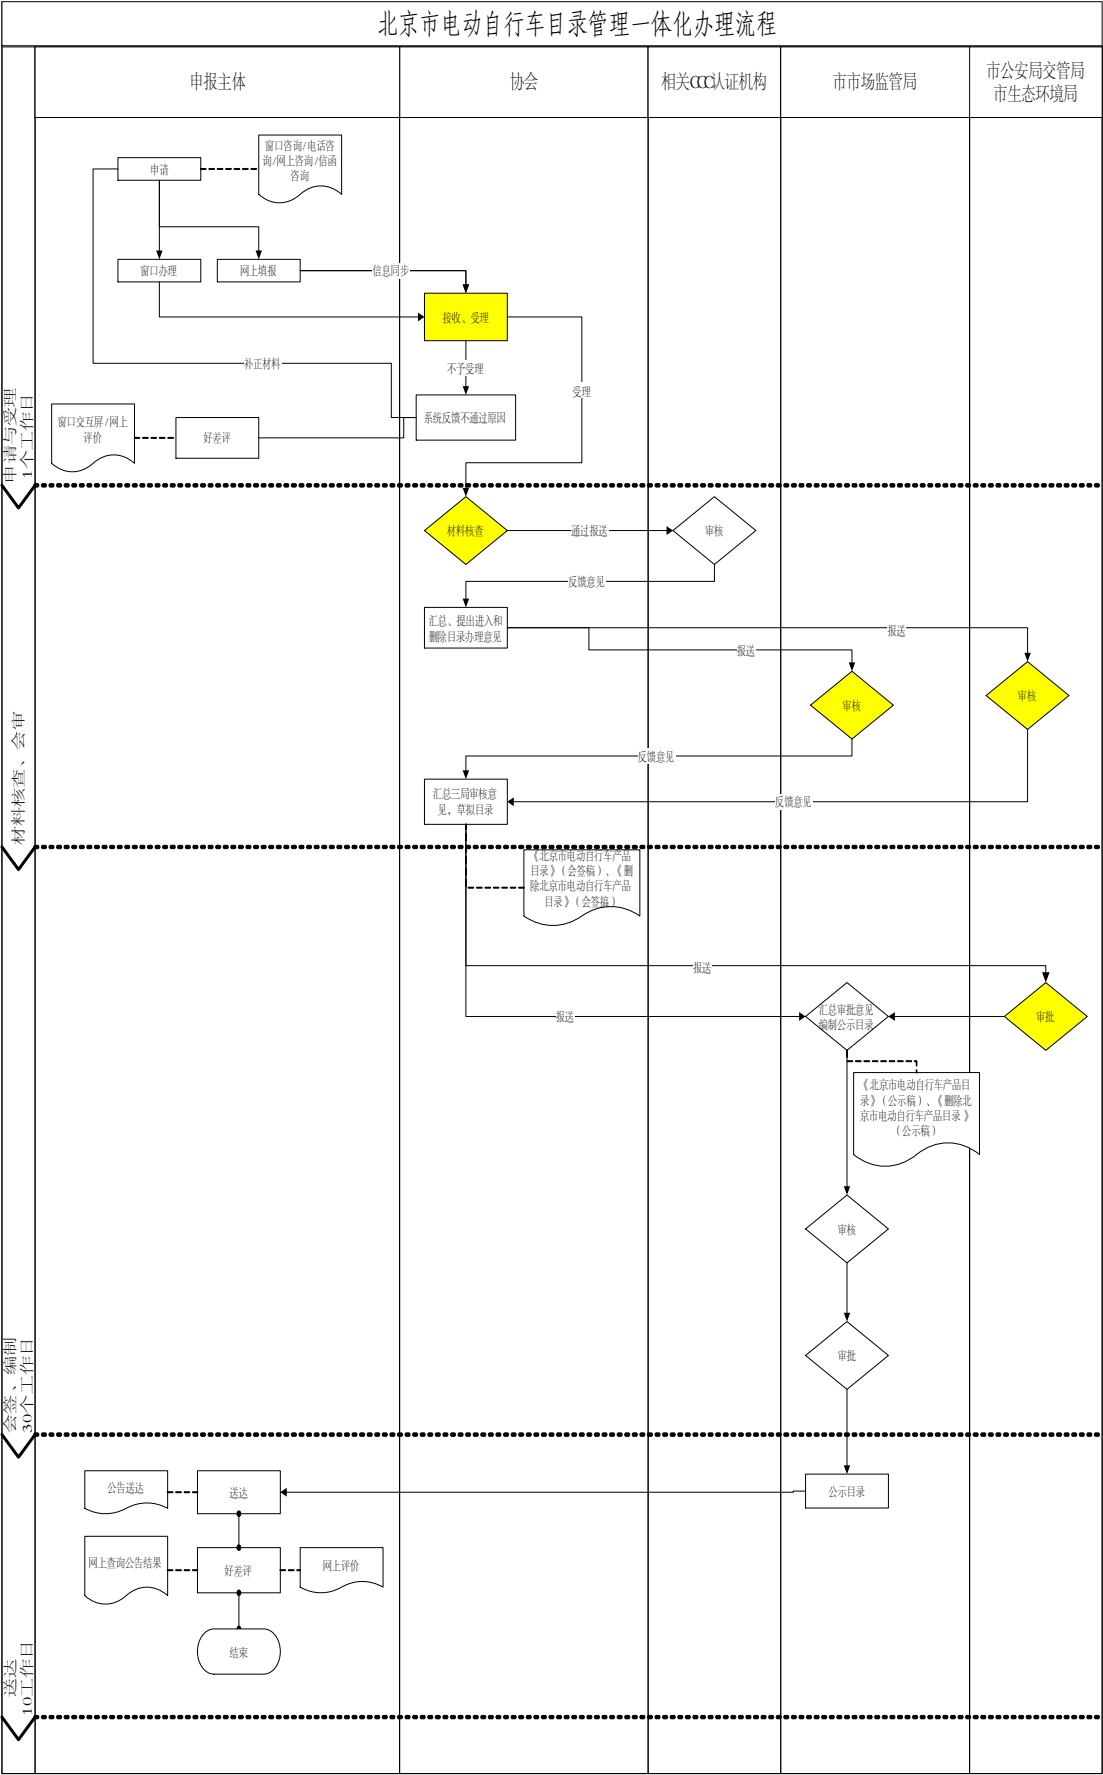 北京市电动自行车目录管理一体化办理流程
申报主体
协会
相关CCC认证机构
市市场监管局
市公安局交管局
市生态环境局
申请与受理
1个工作日
申请
窗口咨询/电话咨
询/网上咨询/信函
咨询
窗口办理
网上填报
信息同步
接收、受理
补正材料
不予受理
受理
系统反馈不通过原因
窗口交互屏/网上
评价
好差评
材料核查、会审
材料核查
通过报送
审核
反馈意见
汇总、提出进入和
删除目录办理意见
报送
报送
审核
审核
反馈意见
汇总三局审核意
见，草拟目录
反馈意见
会签、编制
30个工作日
《北京市电动自行车产品
目录》（会签稿）、《删
除北京市电动自行车产品
目录》（会签稿）
报送
报送
汇总审批意见
编制公示目录
审批
《北京市电动自行车产品目
录》（公示稿）、《删除北
京市电动自行车产品目录》
（公示稿）
审核
审批
送达
10工作日
公示目录
公告送达
送达
网上查询公告结果
好差评
网上评价
结束